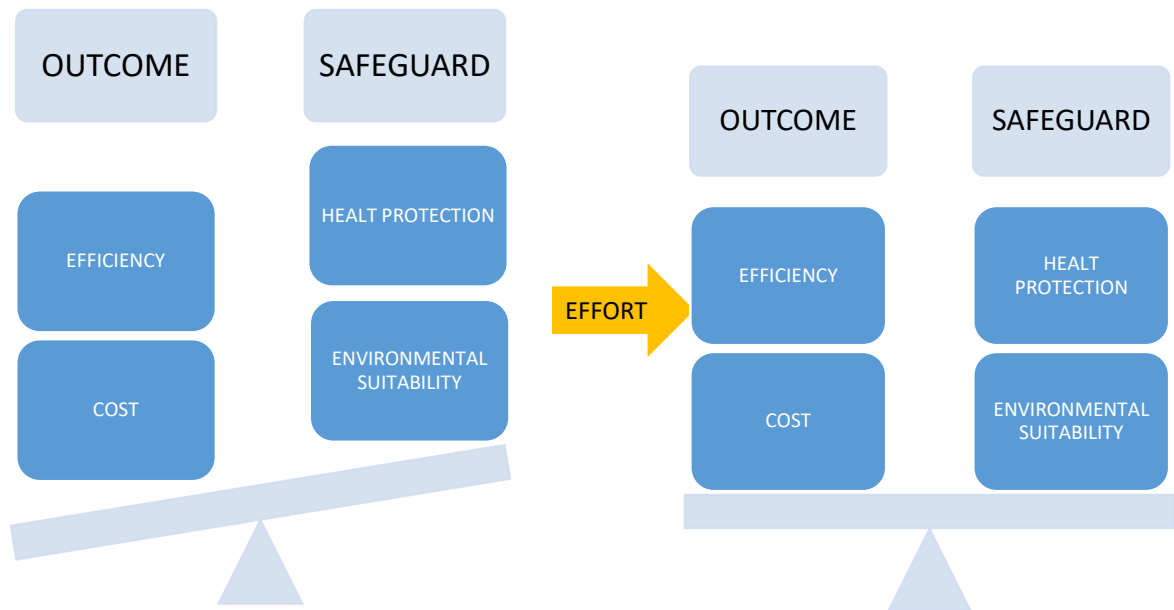 OUTCOME
SAFEGUARD
EFFICIENCY
COST
HEALT PROTECTION
ENVIRONMENTAL
SUITABILITY
EFFORT
OUTCOME
SAFEGUARD
EFFICIENCY
COST
HEALT
PROTECTION
ENVIRONMENTAL
SUITABILITY